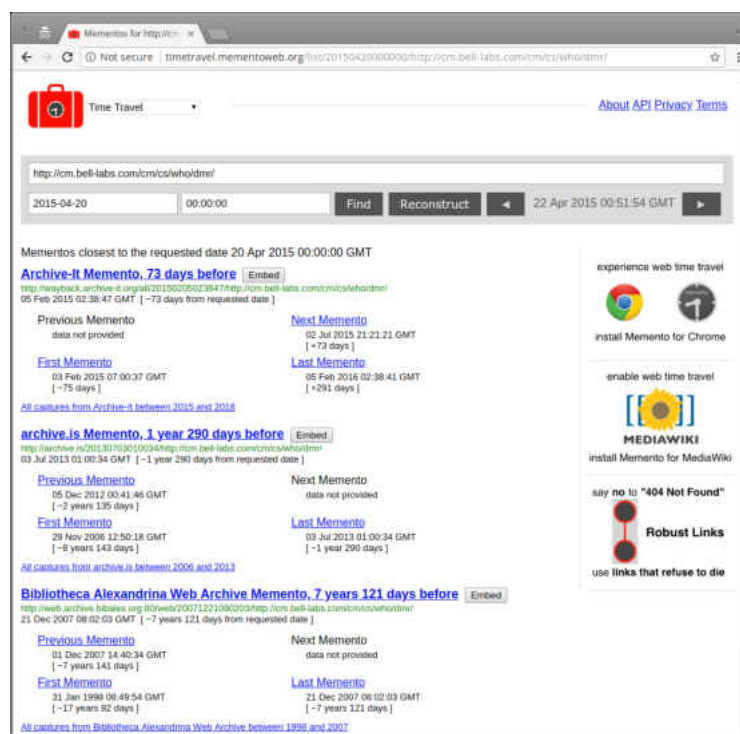 Mementos for http://cm
Not secure | timetravel.mementoweb.org/list/20150420000000/http://cm.bell-labs.com/cm/cs/who/dmr/
Time Travel
About API Privacy Terms
http://cm.bell-labs.com/cm/cs/who/dmr/
2015-04-20 00:00:00 Find Reconstruct 22 Apr 2015 00:51:54 GMT
Mementos closest to the requested date 20 Apr 2015 00:00:00 GMT
Archive-It Memento, 73 days before Embed
http://wayback.archive-it.org/all/20150205023847/http://cm.bell-labs.com/cm/cs/who/dmr/
05 Feb 2015 02:38:47 GMT [ ~73 days from requested date ]
Previous Memento Next Memento
data not provided 02 Jul 2015 21:21:21 GMT
[ +73 days ]
First Memento Last Memento
03 Feb 2015 07:00:37 GMT 05 Feb 2016 02:38:41 GMT
[ ~75 days ] [ +291 days ]
All captures from Archive-It between 2015 and 2018
archive.is Memento, 1 year 290 days before Embed
http://archive.is/20130703010034/http://cm.bell-labs.com/cm/cs/who/dmr/
03 Jul 2013 01:00:34 GMT [ ~1 year 290 days from requested date ]
Previous Memento Next Memento
05 Dec 2012 00:41:46 GMT data not provided
[ ~2 years 135 days ]
First Memento Last Memento
29 Nov 2006 12:50:18 GMT 03 Jul 2013 01:00:34 GMT
[ ~8 years 143 days ] [ ~1 year 290 days ]
All captures from archive.is between 2006 and 2013
Bibliotheca Alexandrina Web Archive Memento, 7 years 121 days before Embed
http://web.archive.bibalex.org:80/web/20071221080203/http://cm.bell-labs.com/cm/cs/who/dmr/
21 Dec 2007 08:02:03 GMT [ ~7 years 121 days from requested date ]
Previous Memento Next Memento
01 Dec 2007 14:40:34 GMT data not provided
[ ~7 years 141 days ]
First Memento Last Memento
31 Jan 1998 08:49:54 GMT 21 Dec 2007 08:02:03 GMT
[ ~17 years 92 days ] [ ~7 years 121 days ]
All captures from Bibliotheca Alexandrina Web Archive between 1998 and 2007
experience web time travel
install Memento for Chrome
enable web time travel
MEDIAWIKI
install Memento for MediaWiki
say no to "404 Not Found"
Robust Links
use links that refuse to die